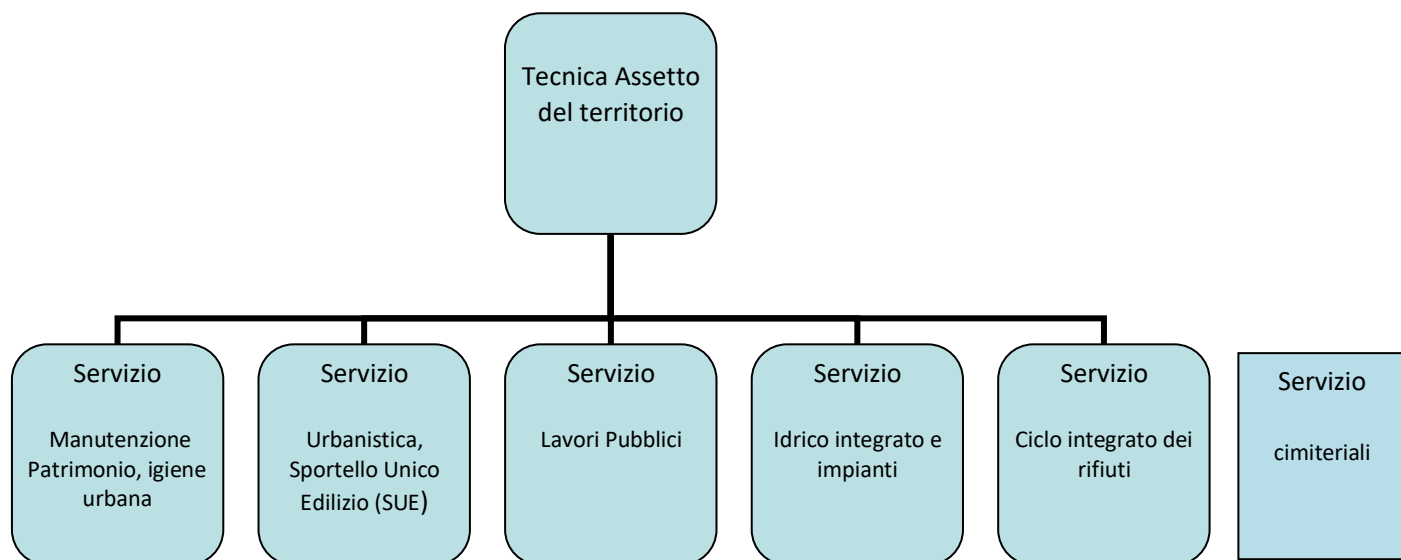 Tecnica Assetto
del territorio
Servizio
Manutenzione
Patrimonio, igiene
urbana
Servizio
Urbanistica,
Sportello Unico
Edilizio (SUE)
Servizio
Lavori Pubblici
Servizio
Idrico integrato e
impianti
Servizio
Ciclo integrato dei
rifiuti
Servizio
cimiteriali